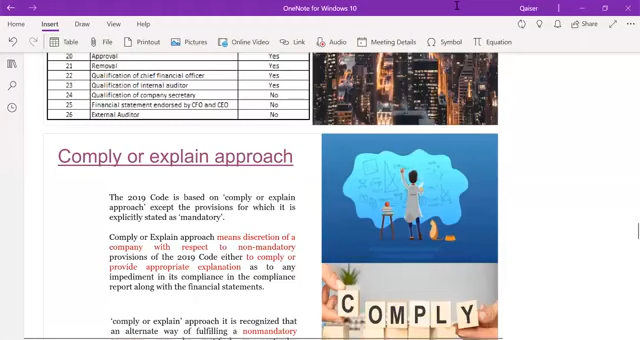 OneNote for Windows 10
Qaiser
Home Insert Draw View Help
Share
Table File Printout Pictures Online Video Link Audio Meeting Details Symbol Equation
20 Approval Yes
21 Removal Yes
22 Qualification of chief financial officer Yes
23 Qualification of internal auditor Yes
24 Qualification of company secretary No
25 Financial statement endorsed by CFO and CEO No
26 External Auditor No
Comply or explain approach
The 2019 Code is based on ‘comply or explain
approach’ except the provisions for which it is
explicitly stated as ‘mandatory’.
Comply or Explain approach means discretion of a
company with respect to non-mandatory
provisions of the 2019 Code either to comply or
provide appropriate explanation as to any
impediment in its compliance in the compliance
report along with the financial statements.
COMPLY
‘comply or explain’ approach it is recognized that
an alternate way of fulfilling a nonmandatory